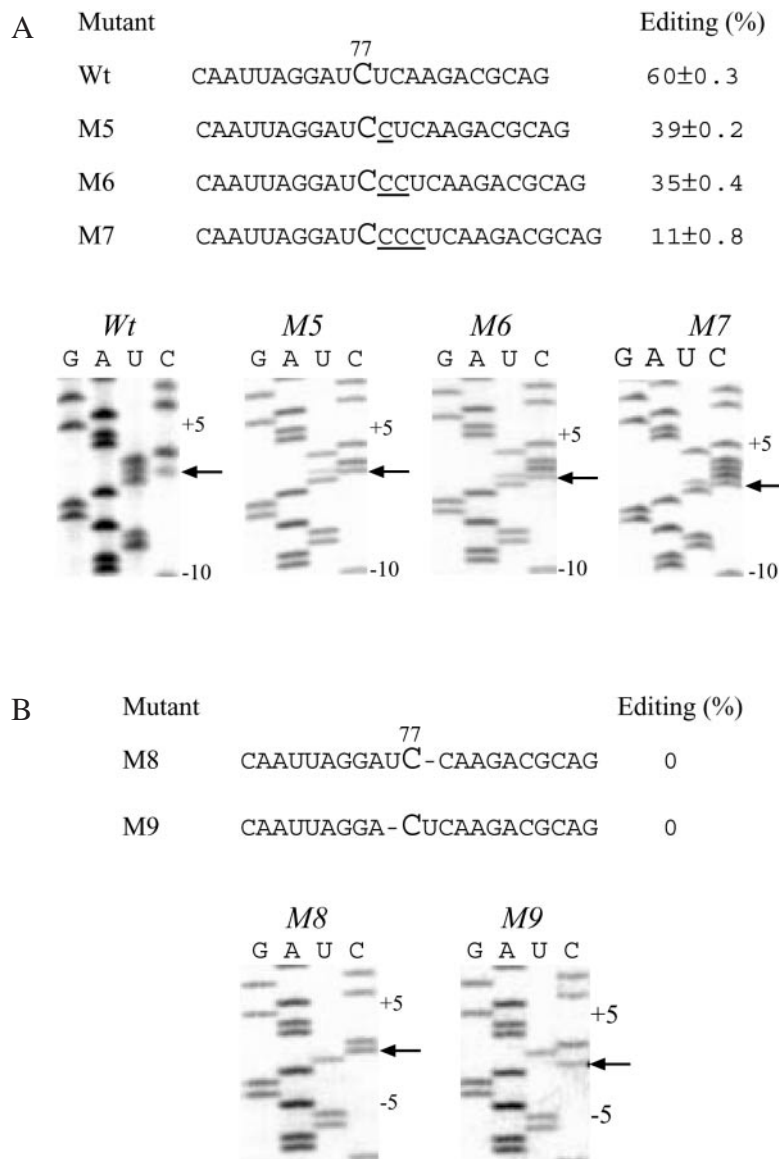 A Mutant Editing (%)
77
Wt CAAUUAGGAUCUCAAGACGCAG 60±0.3
M5 CAAUUAGGAUCCUCAAGACGCAG 39±0.2
M6 CAAUUAGGAUCCCUCAAGACGCAG 35±0.4
M7 CAAUUAGGAUCCCCUCAAGACGCAG 11±0.8
Wt M5 M6 M7
G A U C G A U C G A U C G A U C
+5 +5 +5 +5
-10 -10 -10 -10
B Mutant Editing (%)
77
M8 CAAUUAGGAUC-CAAGACGCAG 0
M9 CAAUUAGGA-CUCAAGACGCAG 0
M8 M9
G A U C G A U C
+5 +5
-5 -5